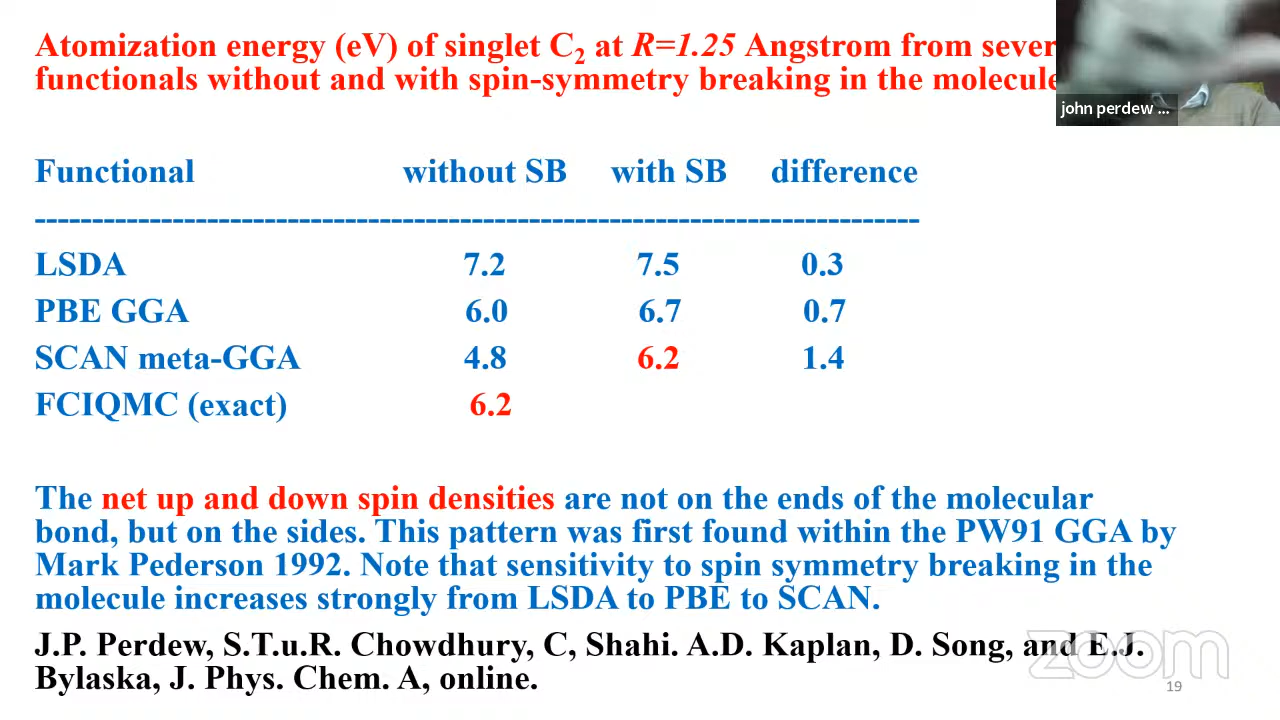 Atomization energy (eV) of singlet C₂ at R=1.25 Angstrom from
functionals without and with spin-symmetry breaking in the molecule
john perdew ...
Functional without SB with SB difference
--------------------------------------------------------------------------------
LSDA 7.2 7.5 0.3
PBE GGA 6.0 6.7 0.7
SCAN meta-GGA 4.8 6.2 1.4
FCIQMC (exact) 6.2
The net up and down spin densities are not on the ends of the molecular
bond, but on the sides. This pattern was first found within the PW91 GGA by
Mark Pederson 1992. Note that sensitivity to spin symmetry breaking in the
molecule increases strongly from LSDA to PBE to SCAN.
J.P. Perdew, S.T.u.R. Chowdhury, C, Shahi. A.D. Kaplan, D. Song, and E.J.
Bylaska, J. Phys. Chem. A, online.
zoom
19